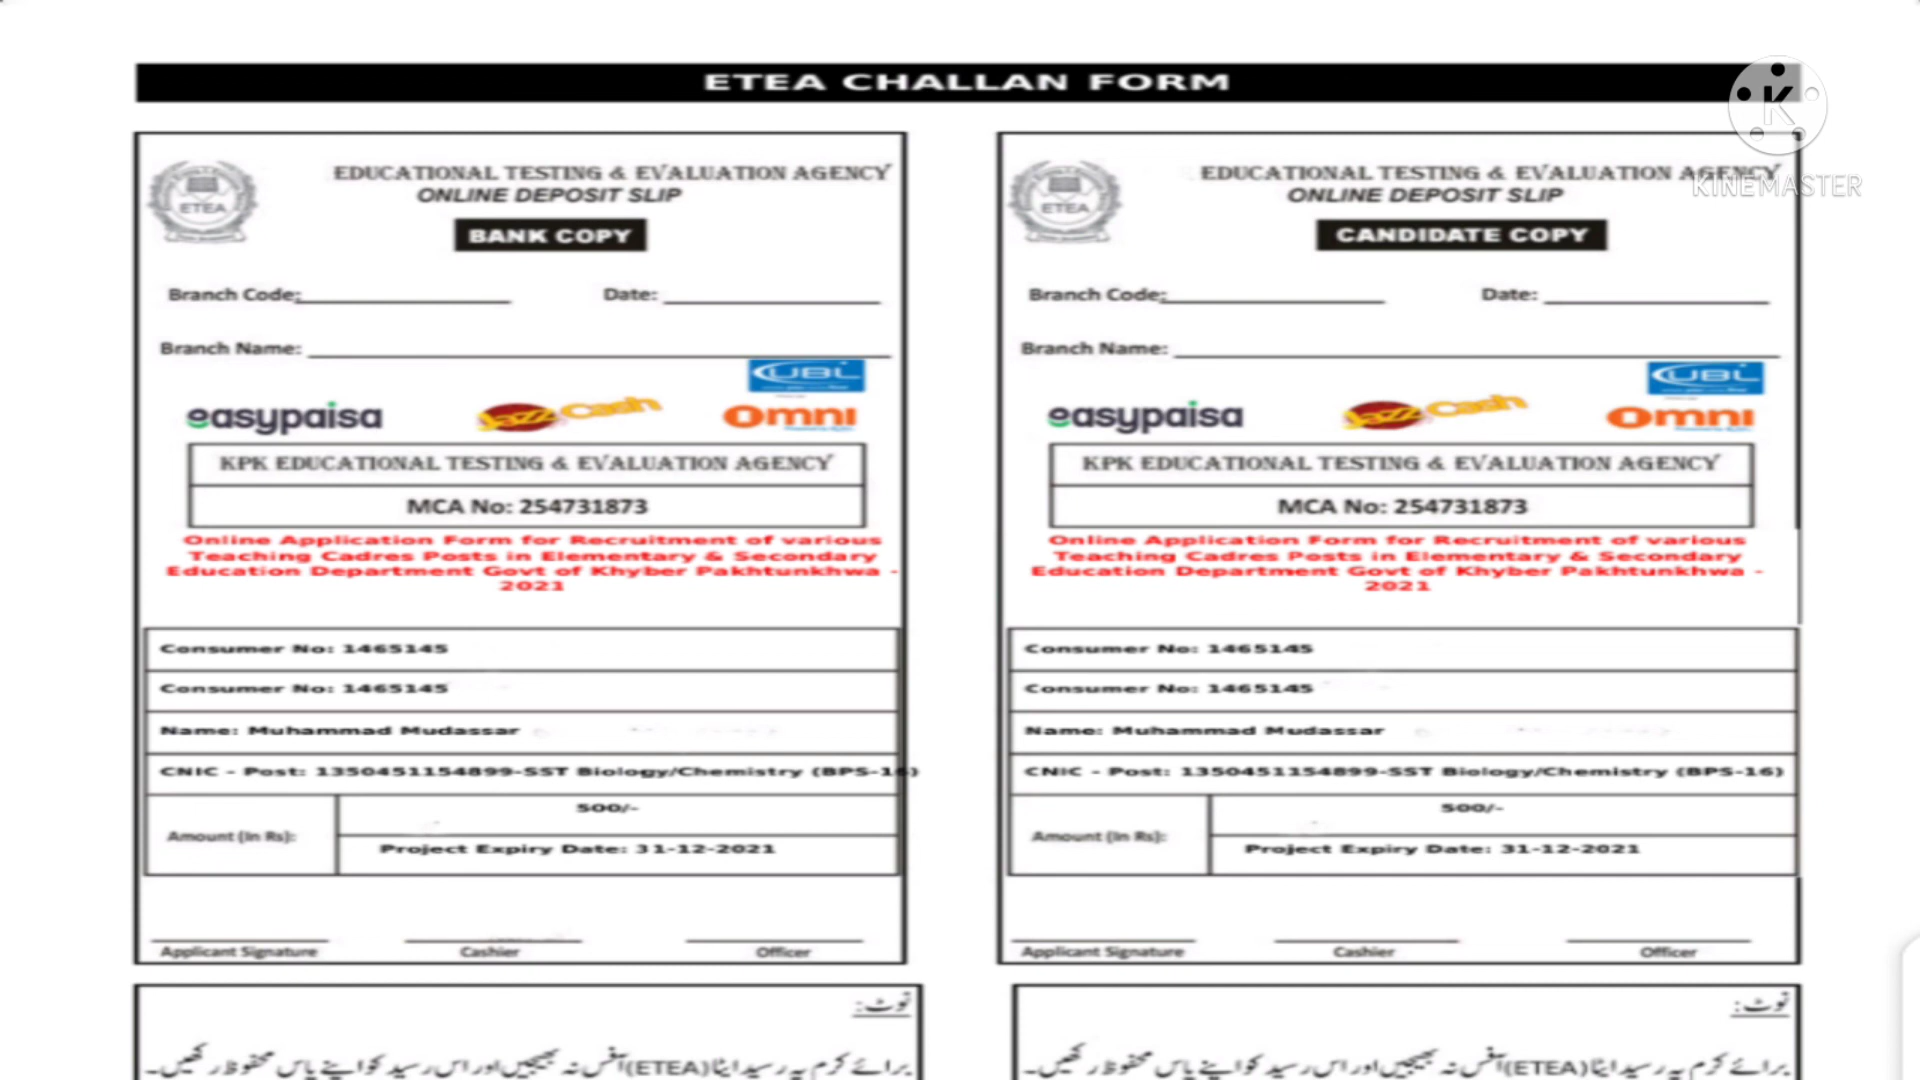 ETEA CHALLAN FORM
KINEMASTER
ETEA
EDUCATIONAL TESTING & EVALUATION AGENCY
ONLINE DEPOSIT SLIP
BANK COPY
Branch Code:
Date:
Branch Name:
UBL
easypaisa
Jazz Cash
Omni
KPK EDUCATIONAL TESTING & EVALUATION AGENCY
MCA No: 254731873
Online Application Form for Recruitment of various
Teaching Cadres Posts in Elementary & Secondary
Education Department Govt of Khyber Pakhtunkhwa -
2021
Consumer No: 1465145
Consumer No: 1465145
Name: Muhammad Mudassar
CNIC - Post: 1350451154899-SST Biology/Chemistry (BPS-16)
Amount (In Rs):
500/-
Project Expiry Date: 31-12-2021
Applicant Signature
Cashier
Officer
نوٹ:
برائے کرم یہ رسید ایٹا (ETEA) آفس نہ بھیجیں اور اس رسید کو اپنے پاس محفوظ رکھیں۔
ETEA
EDUCATIONAL TESTING & EVALUATION AGENCY
ONLINE DEPOSIT SLIP
CANDIDATE COPY
Branch Code:
Date:
Branch Name:
UBL
easypaisa
Jazz Cash
Omni
KPK EDUCATIONAL TESTING & EVALUATION AGENCY
MCA No: 254731873
Online Application Form for Recruitment of various
Teaching Cadres Posts in Elementary & Secondary
Education Department Govt of Khyber Pakhtunkhwa -
2021
Consumer No: 1465145
Consumer No: 1465145
Name: Muhammad Mudassar
CNIC - Post: 1350451154899-SST Biology/Chemistry (BPS-16)
Amount (In Rs):
500/-
Project Expiry Date: 31-12-2021
Applicant Signature
Cashier
Officer
نوٹ:
برائے کرم یہ رسید ایٹا (ETEA) آفس نہ بھیجیں اور اس رسید کو اپنے پاس محفوظ رکھیں۔